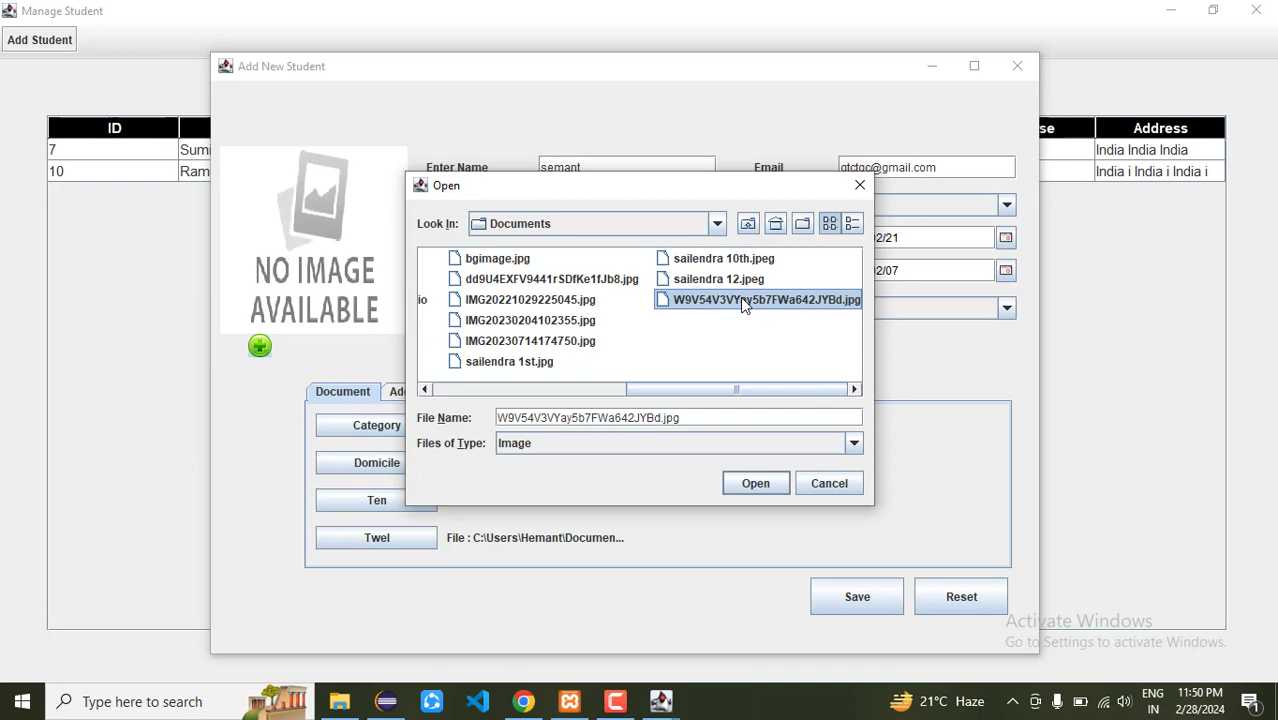 Manage Student
Add Student
Add New Student
ID
se
Address
7
Sumi
India India India
10
Ram
India i India i India i
NO IMAGE
AVAILABLE
Enter Name
semant
Email
gtctgc@gmail.com
Open
Look In:
Documents
2/21
2/07
io
bgimage.jpg
dd9U4EXFV9441rSDfKe1fJb8.jpg
IMG20221029225045.jpg
IMG20230204102355.jpg
IMG20230714174750.jpg
sailendra 1st.jpg
sailendra 10th.jpeg
sailendra 12.jpeg
W9V54V3VYay5b7FWa642JYBd.jpg
File Name:
W9V54V3VYay5b7FWa642JYBd.jpg
Files of Type:
Image
Open
Cancel
Document
Ad
Category
Domicile
Ten
Twel
File : C:\Users\Hemant\Documen...
Save
Reset
Activate Windows
Go to Settings to activate Windows.
Type here to search
21°C Haze
ENG
IN
11:50 PM
2/28/2024
1